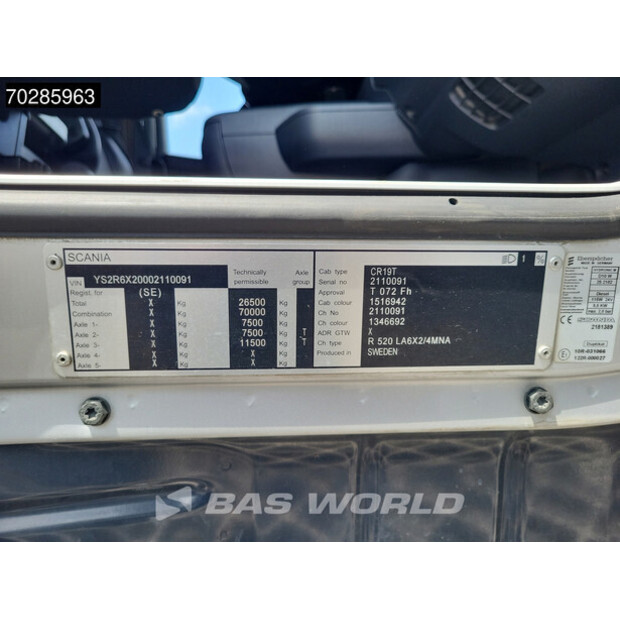 70285963
SCANIA
1 %
VIN YS2R6X20002110091 Technically permissible Axle group
Regist. for (SE)
Total X Kg 26500 Kg
Combination X Kg 70000 Kg
Axle 1- X Kg 7500 Kg
Axle 2- X Kg 7500 Kg T
Axle 3- X Kg 11500 Kg T
Axle 4- X Kg X Kg
Axle 5- X Kg X Kg
Cab type CR19T
Serial no 2110091
Approval T 072 Fh
Cab colour 1516942
Ch No 2110091
Ch colour 1346692
ADR GTW X
Ch type R 520 LA6X2/4MNA
Produced in SWEDEN
Eberspächer
Diesel
2181389
BAS WORLD